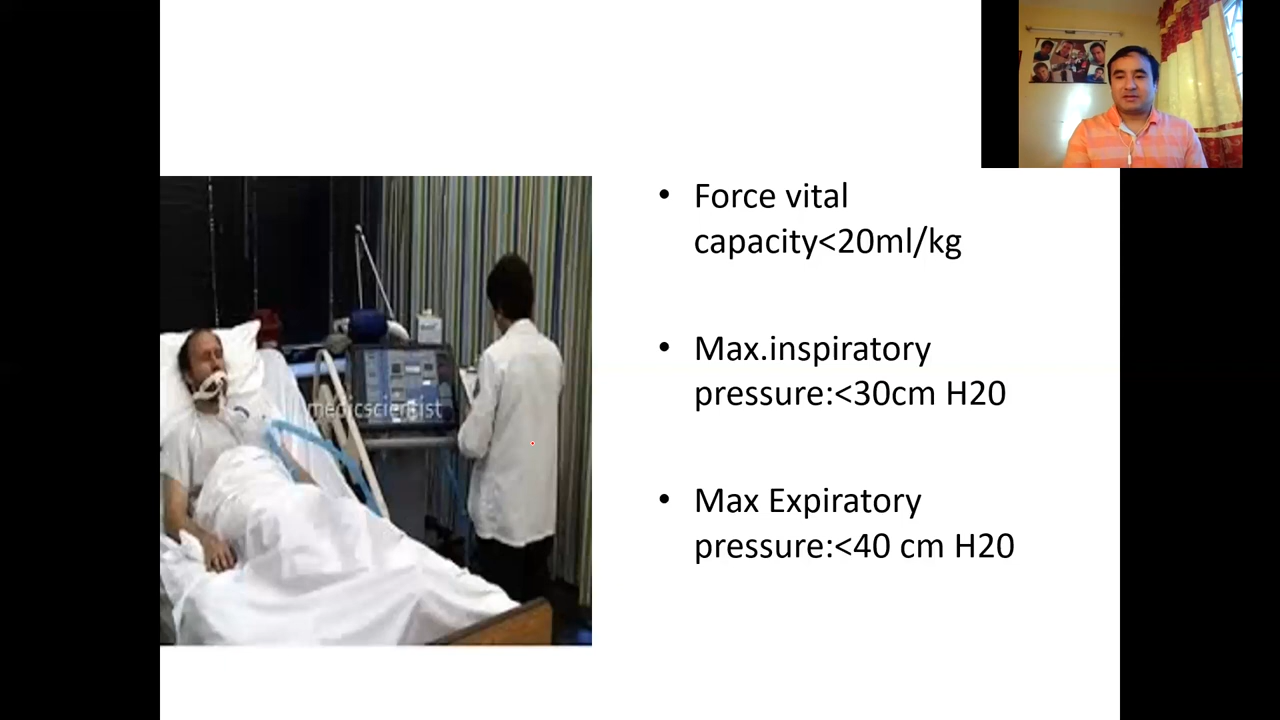 • Force vital
capacity<20ml/kg
• Max.inspiratory
pressure:<30cm H20
• Max Expiratory
pressure:<40 cm H20
medicscientist